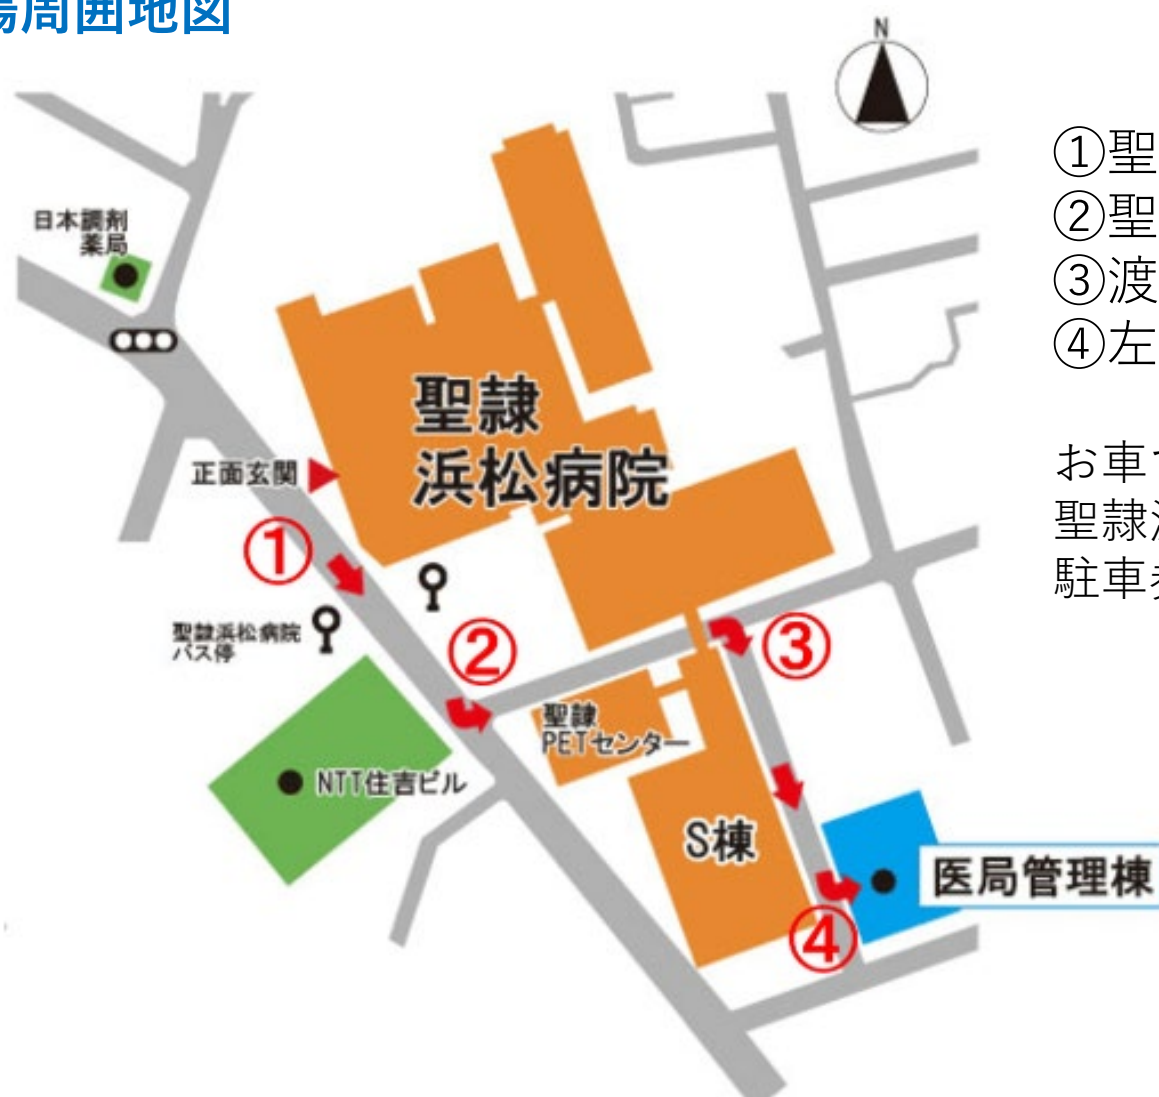 場周囲地図
N
①聖
②聖
③渡
④左
お車
聖隷
駐車
日本調剤
薬局
聖隷
浜松病院
正面玄関
①
聖隷浜松病院
バス停
②
③
聖隷
PETセンター
NTT住吉ビル
S棟
医局管理棟
④